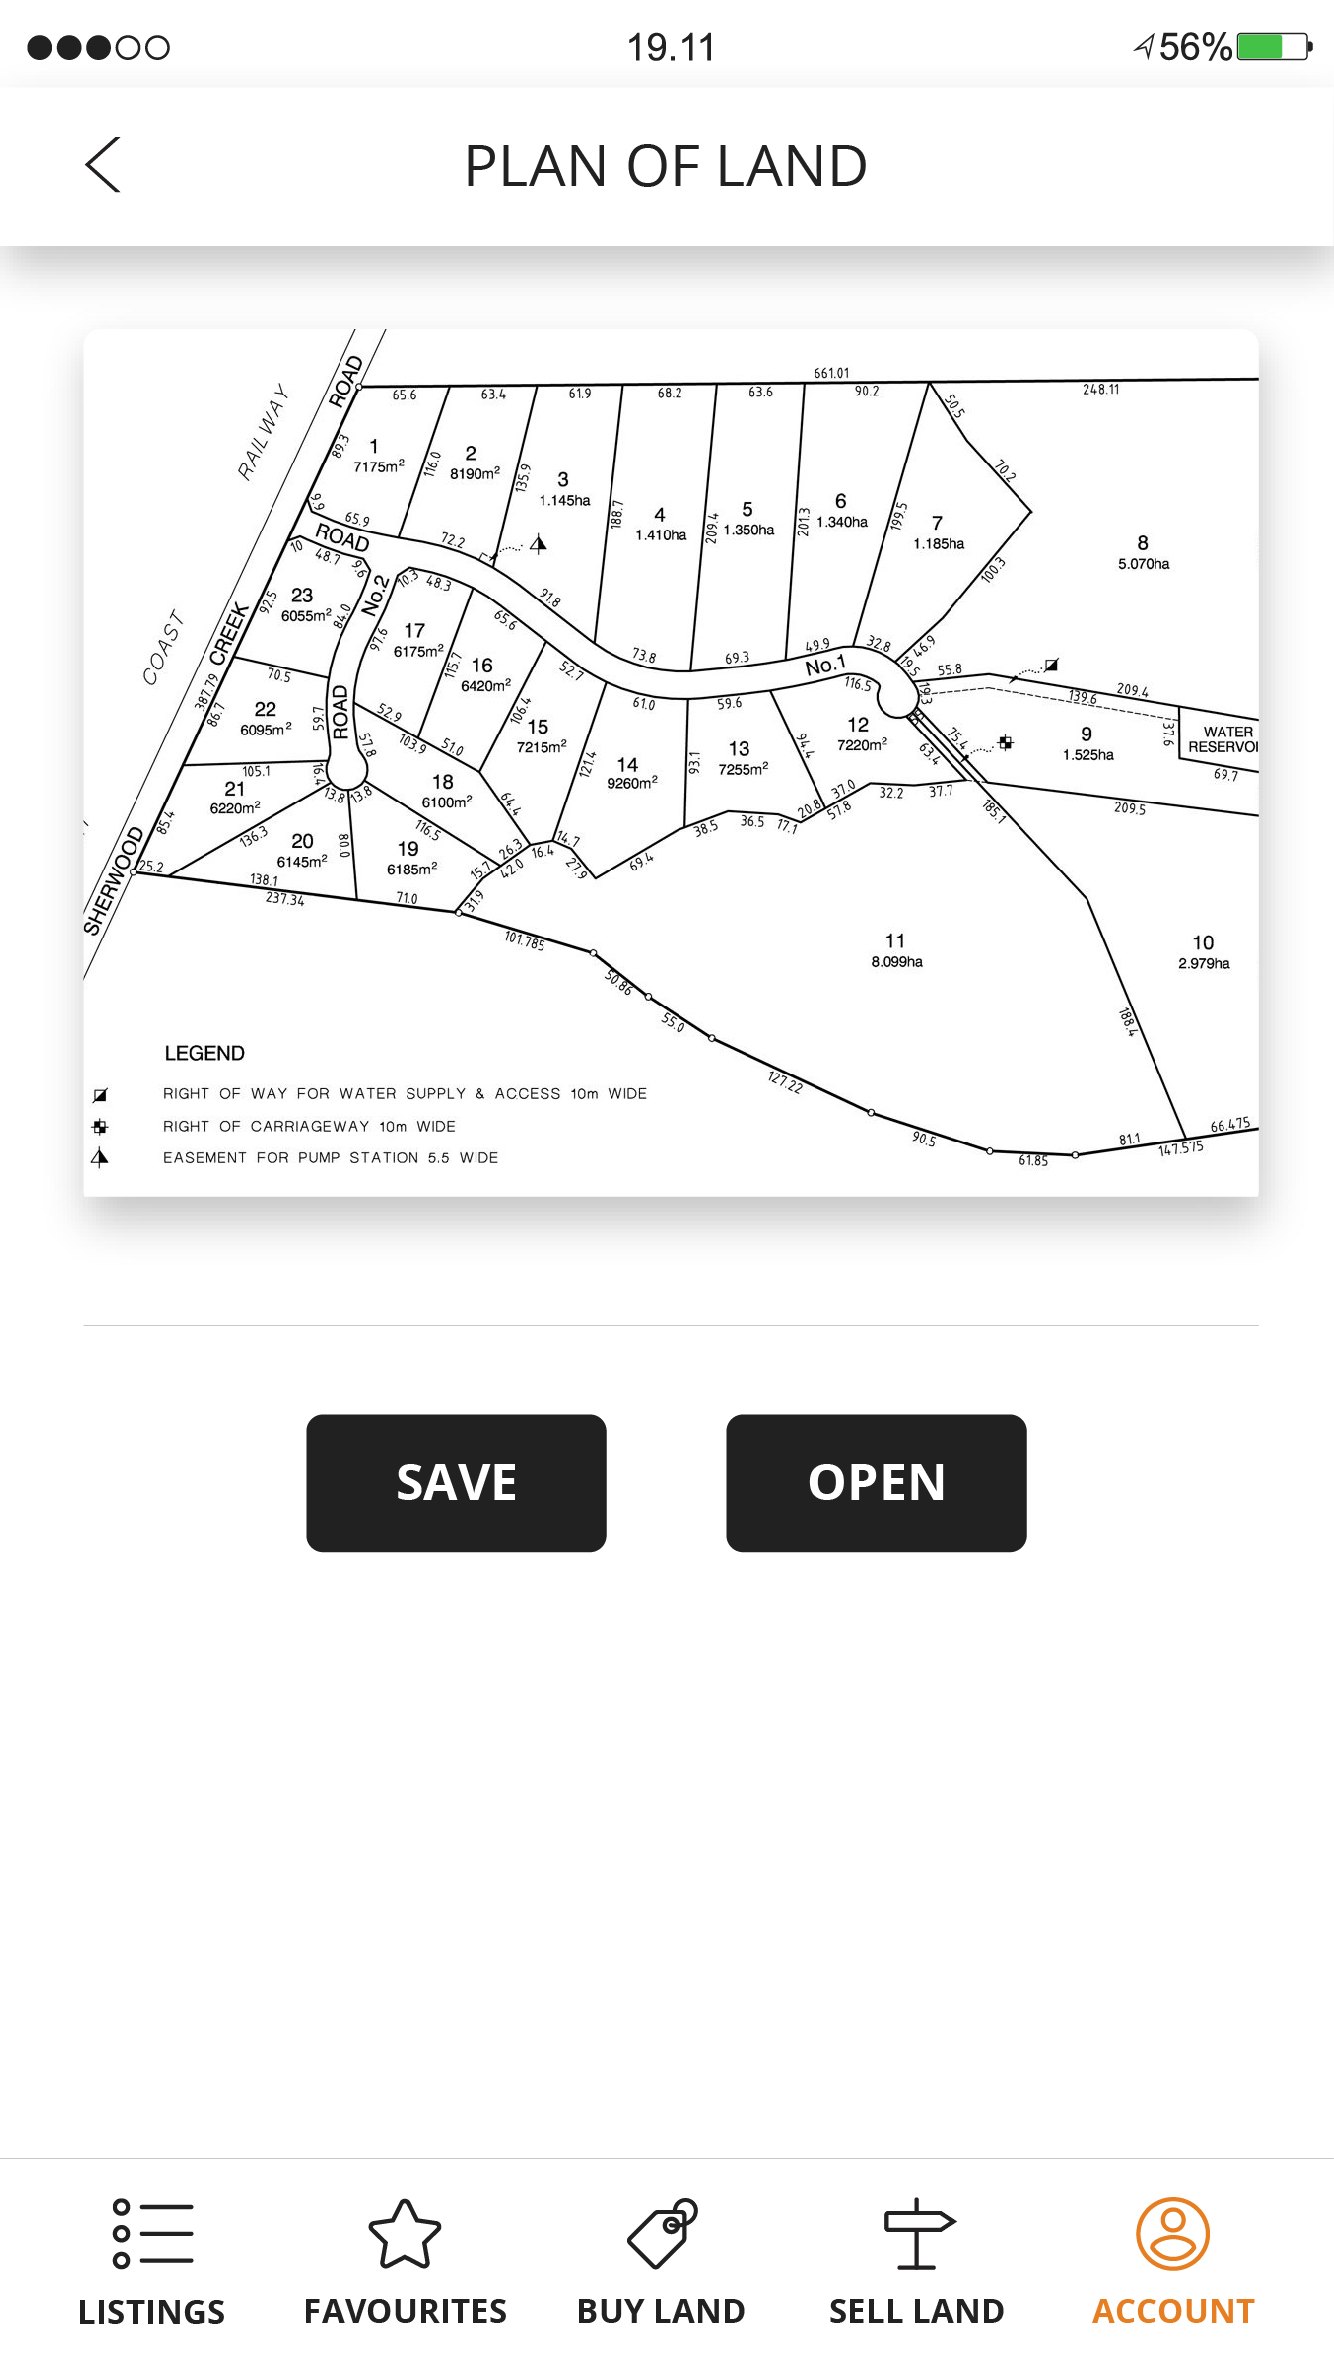 19.11
56%
PLAN OF LAND
661.01
65.6
63.4
61.9
68.2
63.6
90.2
248.11
ROAD
RAILWAY
89.3
1
7175m²
116.0
2
8190m²
135.9
3
1.145ha
188.7
4
1.410ha
209.4
5
1.350ha
201.3
6
1.340ha
199.5
7
1.185ha
50.5
70.2
100.3
8
5.070ha
9.9
65.9
ROAD
72.2
91.8
10
48.7
9.6
No.2
10.3
48.3
65.6
23
6055m²
92.5
84.0
97.6
17
6175m²
115.7
16
6420m²
52.7
73.8
69.3
49.9
No.1
32.8
19.5
46.9
55.8
19.3
116.5
139.6
209.4
COAST
CREEK
387.79
86.7
70.5
22
6095m²
59.7
ROAD
52.9
103.9
51.0
57.8
106.4
15
7215m²
121.4
61.0
14
9260m²
93.1
59.6
13
7255m²
94.4
12
7220m²
63.4
75.4
9
1.525ha
37.6
WATER
RESERVOI
69.7
209.5
105.1
21
6220m²
16.4
13.8
13.8
18
6100m²
64.4
85.4
136.3
20
6145m²
80.0
19
6185m²
116.5
15.7
26.3
42.0
16.4
14.7
27.9
69.4
38.5
36.5
17.1
20.8
37.0
57.8
32.2
37.7
185.1
SHERWOOD
25.2
138.1
237.34
71.0
31.9
101.785
50.86
55.0
127.22
90.5
61.85
81.1
147.575
66.475
188.4
11
8.099ha
10
2.979ha
LEGEND
RIGHT OF WAY FOR WATER SUPPLY & ACCESS 10m WIDE
RIGHT OF CARRIAGEWAY 10m WIDE
EASEMENT FOR PUMP STATION 5.5 WIDE
SAVE
OPEN
LISTINGS
FAVOURITES
BUY LAND
SELL LAND
ACCOUNT